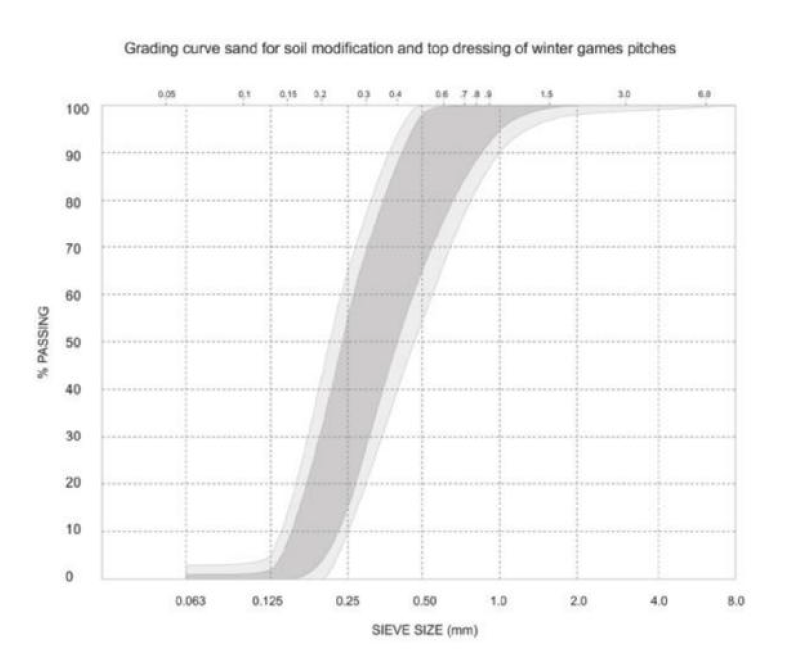 Grading curve sand for soil modification and top dressing of winter games pitches
0.05 0.1 0.15 0.2 0.3 0.4 0.6 .7 .8 .9 1.5 3.0 6.0
100
90
80
70
60
50
40
30
20
10
0
% PASSING
0.063 0.125 0.25 0.50 1.0 2.0 4.0 8.0
SIEVE SIZE (mm)